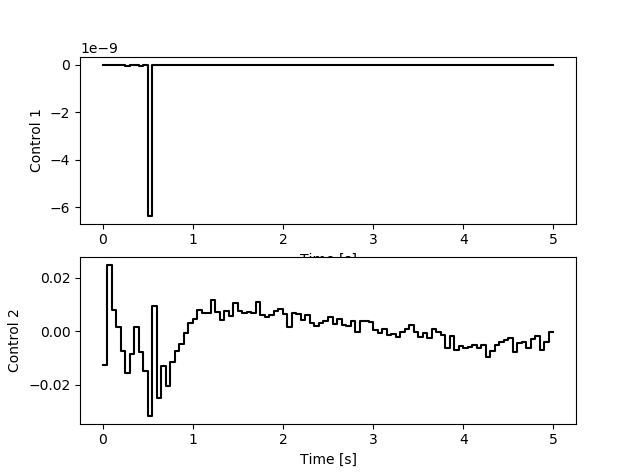 1e−9
0
−2
−4
−6
Control 1
0 1 2 3 4 5
Time [s]
0.02
0.00
−0.02
Control 2
0 1 2 3 4 5
Time [s]